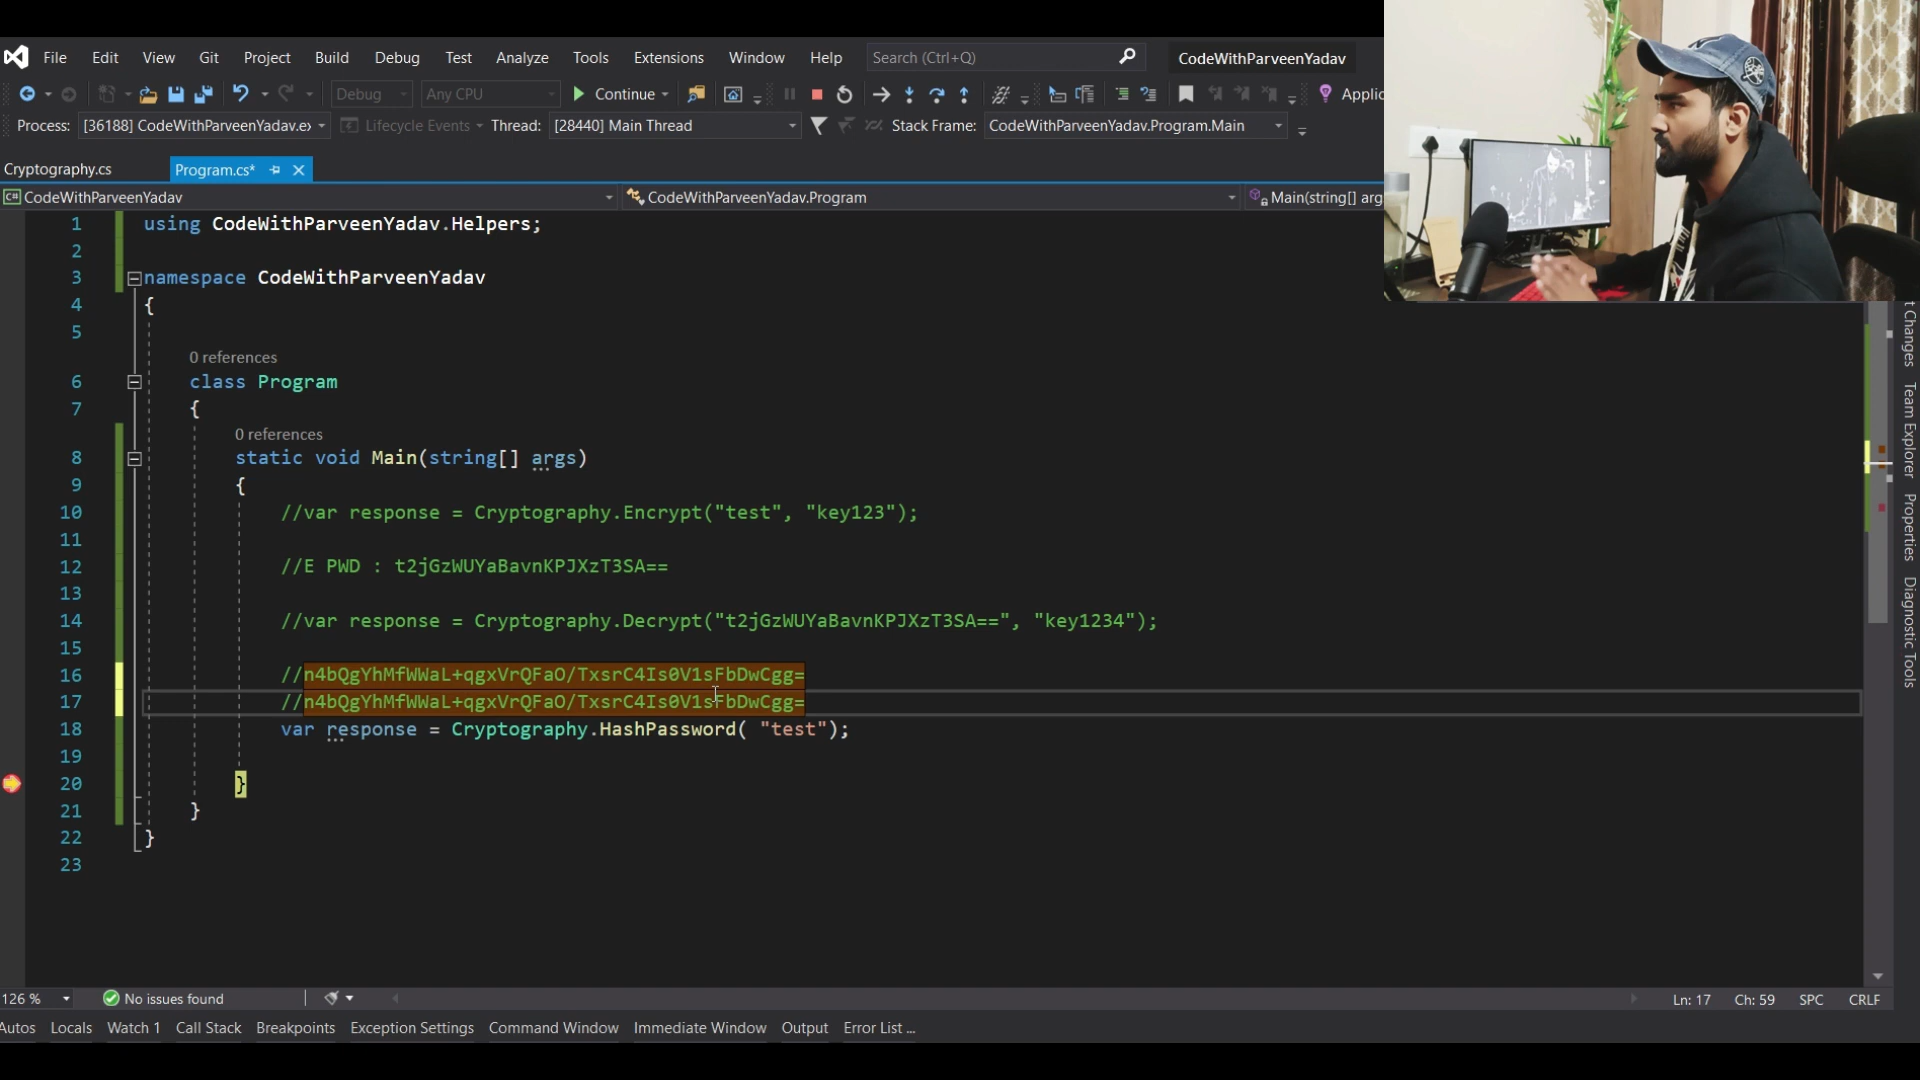 File Edit View Git Project Build Debug Test Analyze Tools Extensions Window Help Search (Ctrl+Q) CodeWithParveenYadav
Debug Any CPU Continue Applic
Process: [36188] CodeWithParveenYadav.ex Lifecycle Events Thread: [28440] Main Thread Stack Frame: CodeWithParveenYadav.Program.Main
Cryptography.cs Program.cs*
C# CodeWithParveenYadav CodeWithParveenYadav.Program Main(string[] arg
1 using CodeWithParveenYadav.Helpers;
2
3 namespace CodeWithParveenYadav
4 {
5
0 references
6 class Program
7 {
0 references
8 static void Main(string[] args)
9 {
10 //var response = Cryptography.Encrypt("test", "key123");
11
12 //E PWD : t2jGzWUYaBavnKPJXzT3SA==
13
14 //var response = Cryptography.Decrypt("t2jGzWUYaBavnKPJXzT3SA==", "key1234");
15
16 //n4bQgYhMfWWaL+qgxVrQFaO/TxsrC4Is0V1sFbDwCgg=
17 //n4bQgYhMfWWaL+qgxVrQFaO/TxsrC4Is0V1sFbDwCgg=
18 var response = Cryptography.HashPassword( "test");
19
20 }
21 }
22 }
23
t Changes
Team Explorer
Properties
Diagnostic Tools
126 % No issues found Ln: 17 Ch: 59 SPC CRLF
Autos Locals Watch 1 Call Stack Breakpoints Exception Settings Command Window Immediate Window Output Error List ...